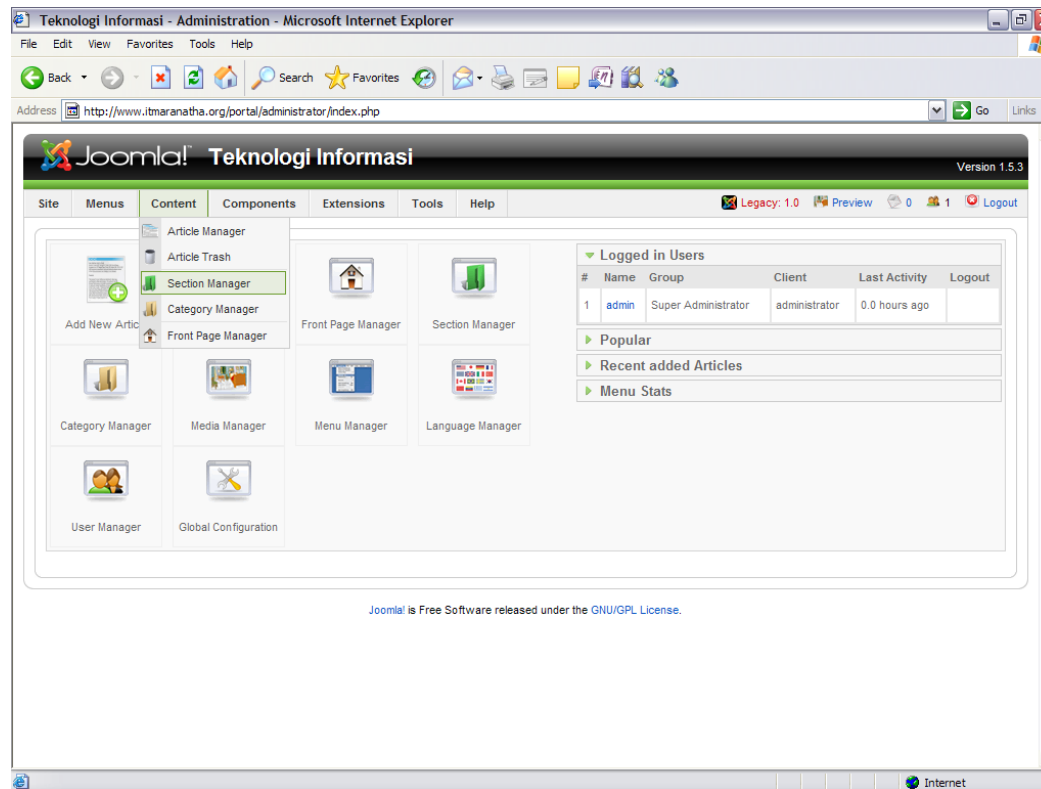 Teknologi Informasi - Administration - Microsoft Internet Explorer
File Edit View Favorites Tools Help
Back Search Favorites
Address http://www.itmaranatha.org/portal/administrator/index.php Go Links
Joomla! Teknologi Informasi
Version 1.5.3
Site Menus Content Components Extensions Tools Help Legacy: 1.0 Preview 0 1 Logout
Article Manager
Article Trash
Section Manager
Category Manager
Front Page Manager
Add New Artic Front Page Manager Section Manager
Category Manager Media Manager Menu Manager Language Manager
User Manager Global Configuration
Logged in Users
# Name Group Client Last Activity Logout
1 admin Super Administrator administrator 0.0 hours ago
Popular
Recent added Articles
Menu Stats
Joomla! is Free Software released under the GNU/GPL License.
Internet